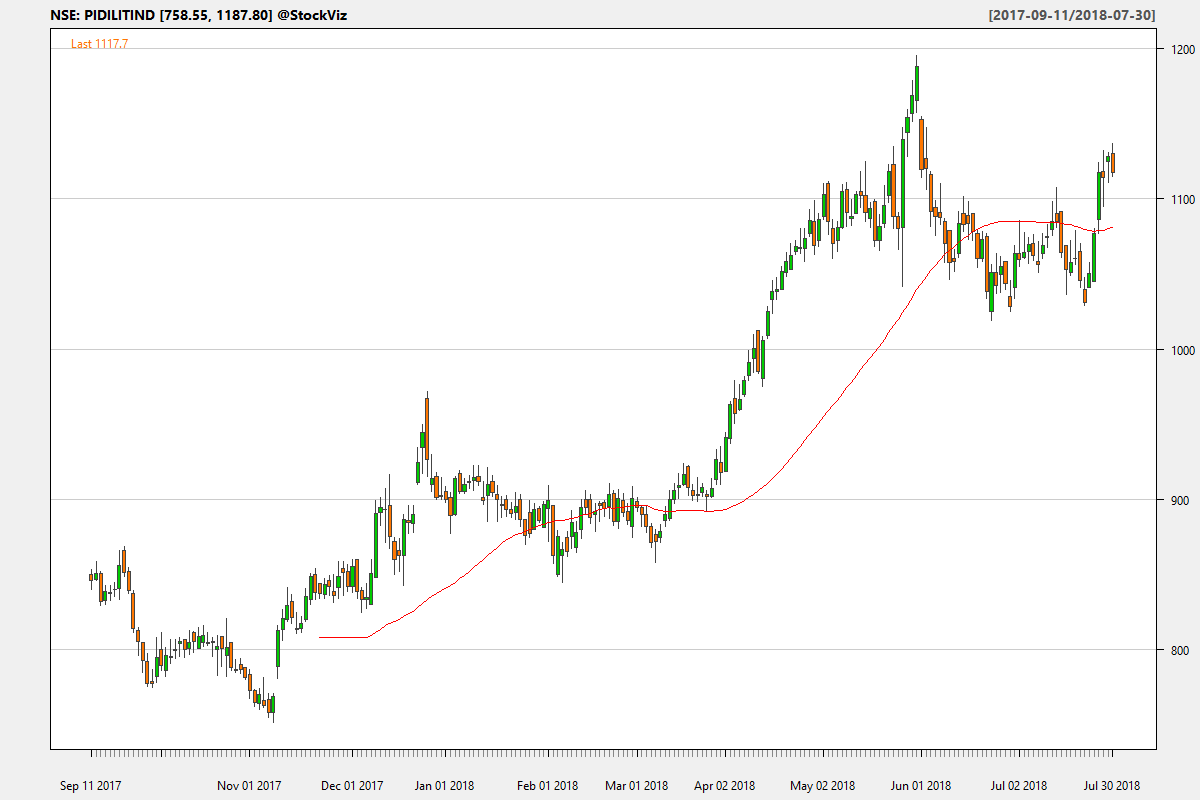 NSE: PIDILITIND [758.55, 1187.80] @StockViz [2017-09-11/2018-07-30]
Last 1117.7
1200
1100
1000
900
800
Sep 11 2017 Nov 01 2017 Dec 01 2017 Jan 01 2018 Feb 01 2018 Mar 01 2018 Apr 02 2018 May 02 2018 Jun 01 2018 Jul 02 2018 Jul 30 2018